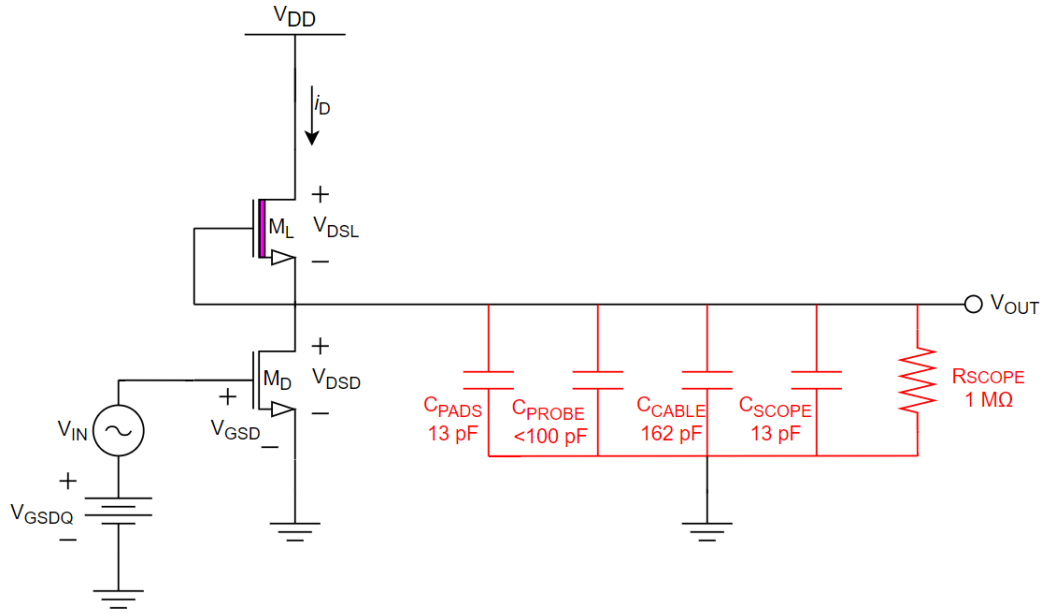 VDD
iD
+
ML
VDSL
−
VOUT
+
MD
VDSD
−
+
VGSD
−
VIN
+
VGSDQ
−
CPADS
13 pF
CPROBE
<100 pF
CCABLE
162 pF
CSCOPE
13 pF
RSCOPE
1 MΩ